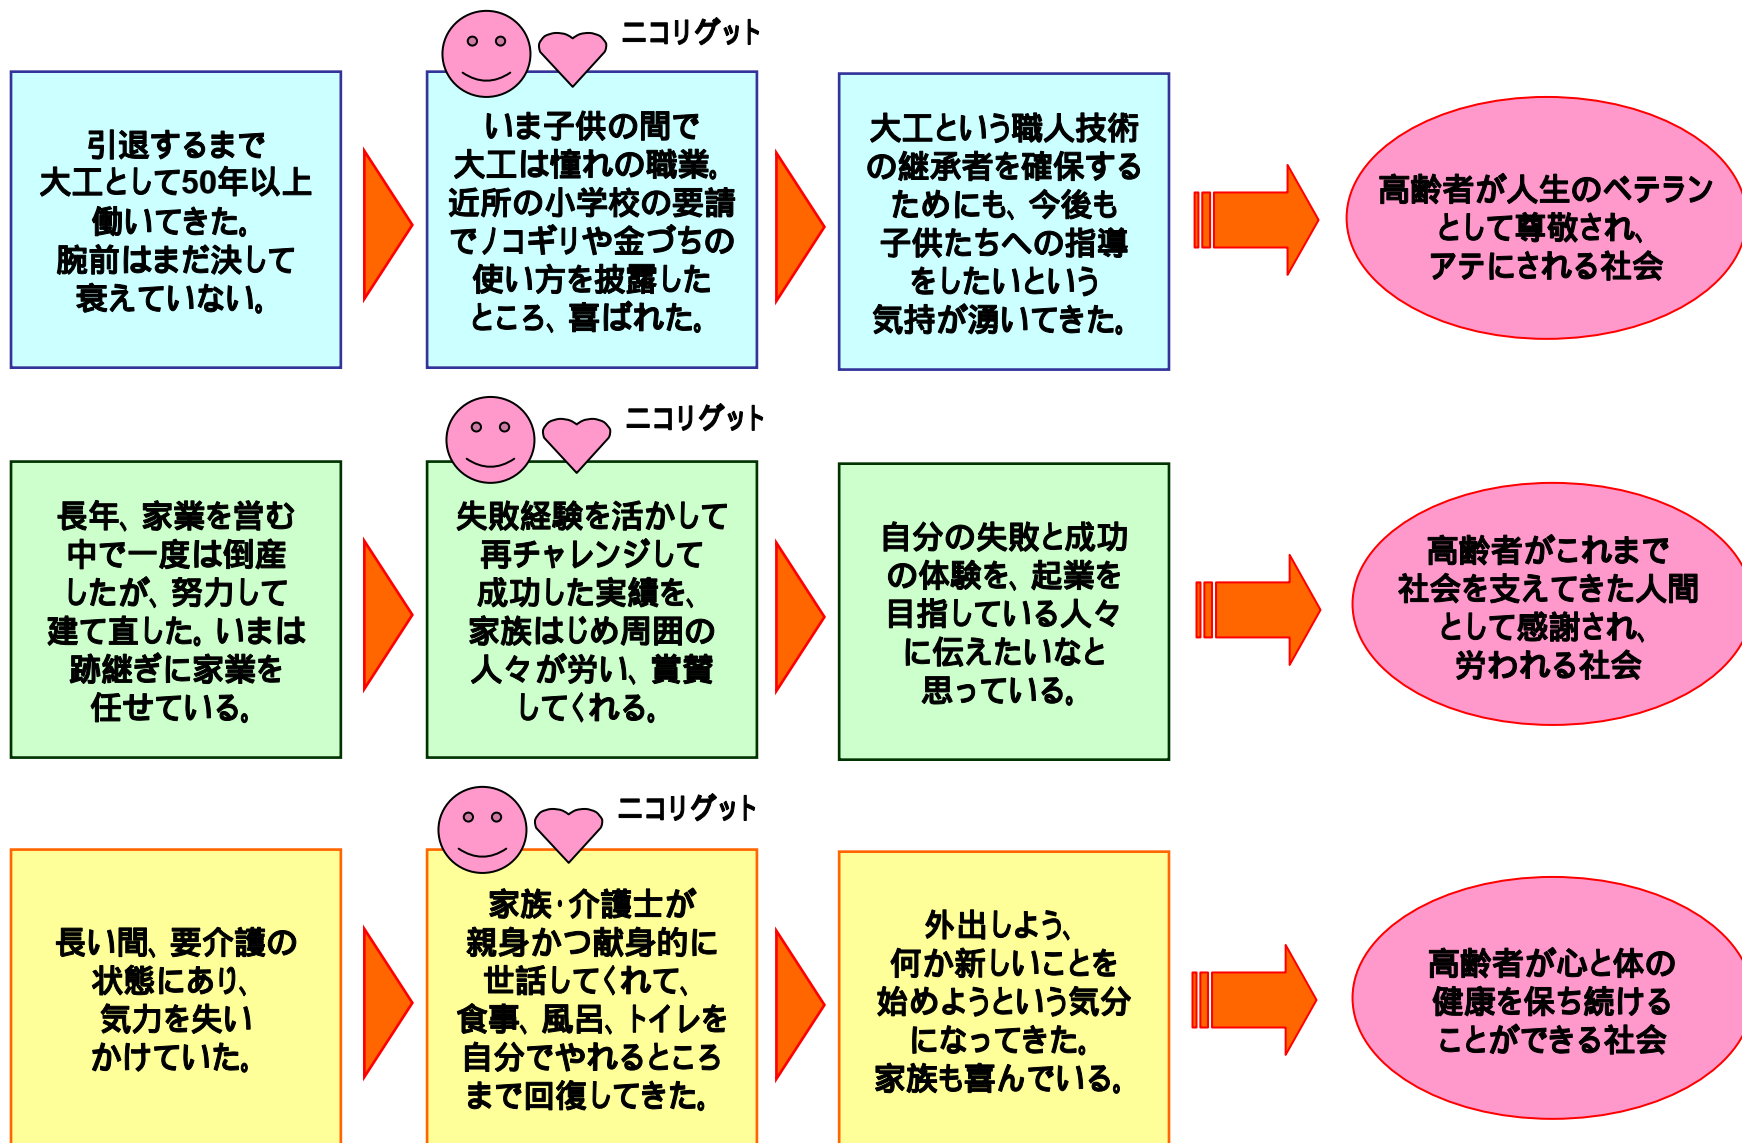 ニコリグット
引退するまで
大工として50年以上
働いてきた。
腕前はまだ決して
衰えていない。
いま子供の間で
大工は憧れの職業。
近所の小学校の要請
でノコギリや金づちの
使い方を披露した
ところ、喜ばれた。
大工という職人技術
の継承者を確保する
ためにも、今後も
子供たちへの指導
をしたいという
気持が湧いてきた。
高齢者が人生のベテラン
として尊敬され、
アテにされる社会
ニコリグット
長年、家業を営む
中で一度は倒産
したが、努力して
建て直した。いまは
跡継ぎに家業を
任せている。
失敗経験を活かして
再チャレンジして
成功した実績を、
家族はじめ周囲の
人々が労い、賞賛
してくれる。
自分の失敗と成功
の体験を、起業を
目指している人々
に伝えたいなと
思っている。
高齢者がこれまで
社会を支えてきた人間
として感謝され、
労われる社会
ニコリグット
長い間、要介護の
状態にあり、
気力を失い
かけていた。
家族・介護士が
親身かつ献身的に
世話してくれて、
食事、風呂、トイレを
自分でやれるところ
まで回復してきた。
外出しよう、
何か新しいことを
始めようという気分
になってきた。
家族も喜んでいる。
高齢者が心と体の
健康を保ち続ける
ことができる社会